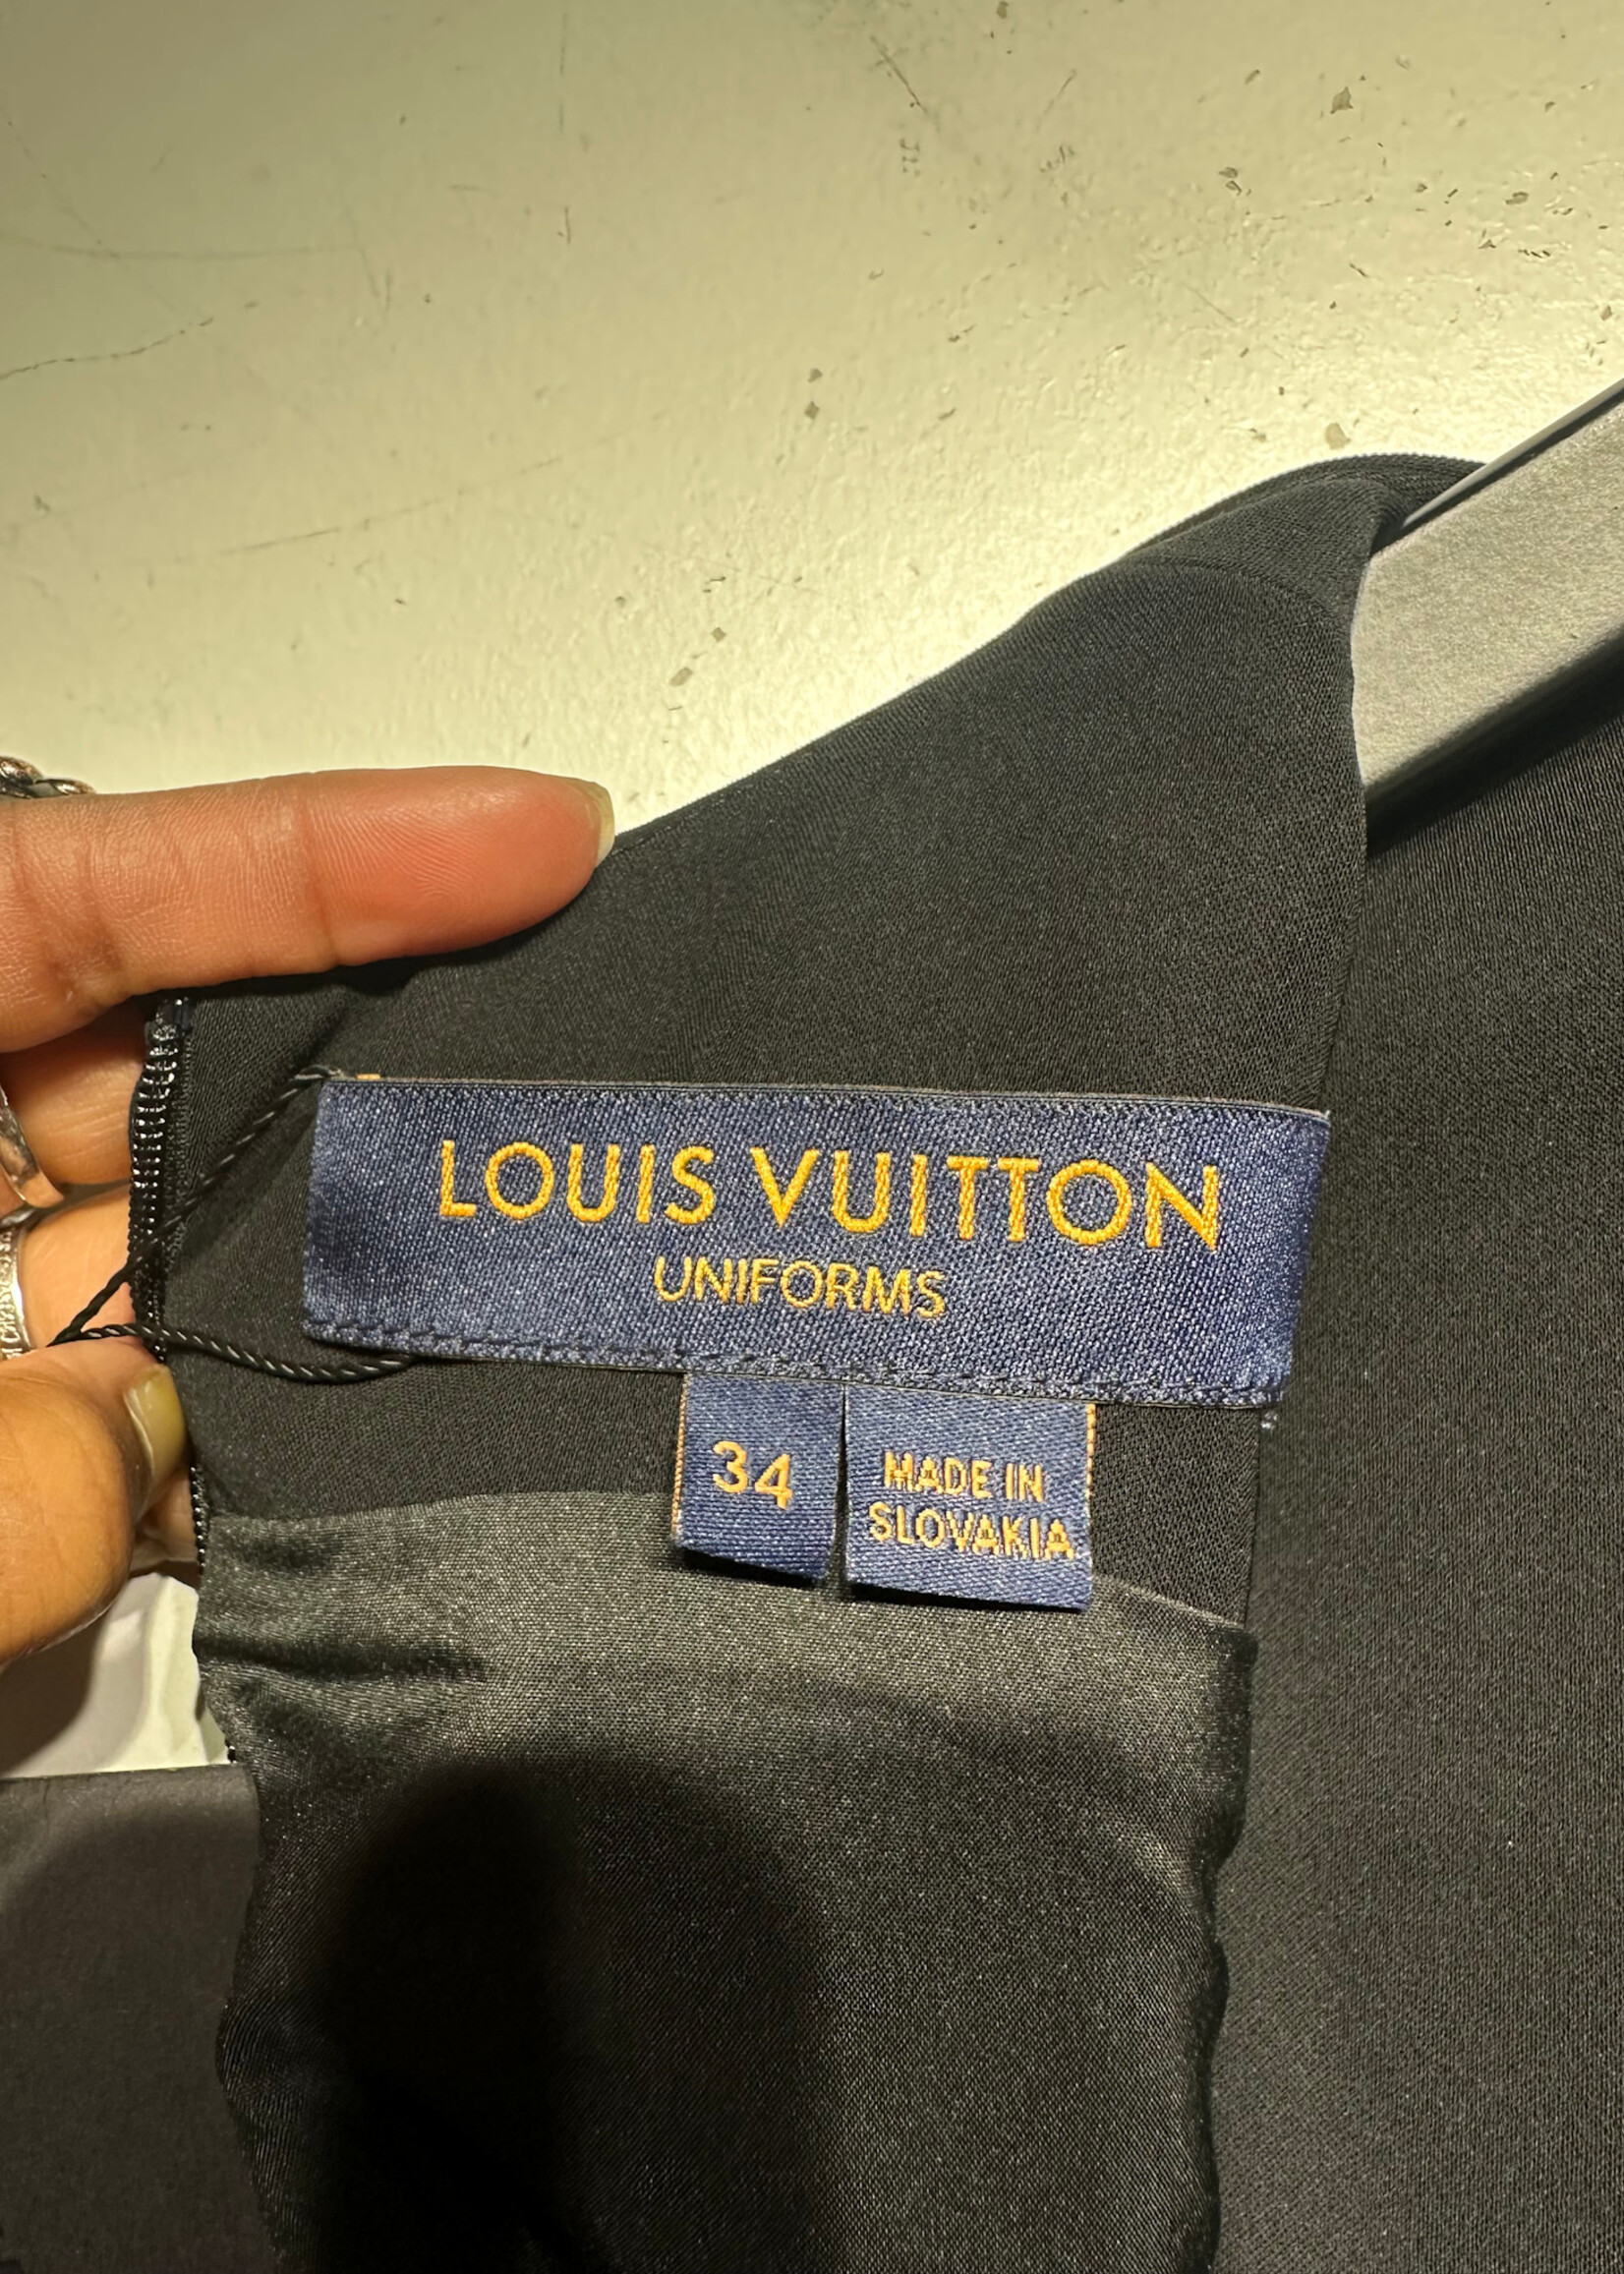 LOUIS VUITTON
UNIFORMS
34
MADE IN
SLOVAKIA